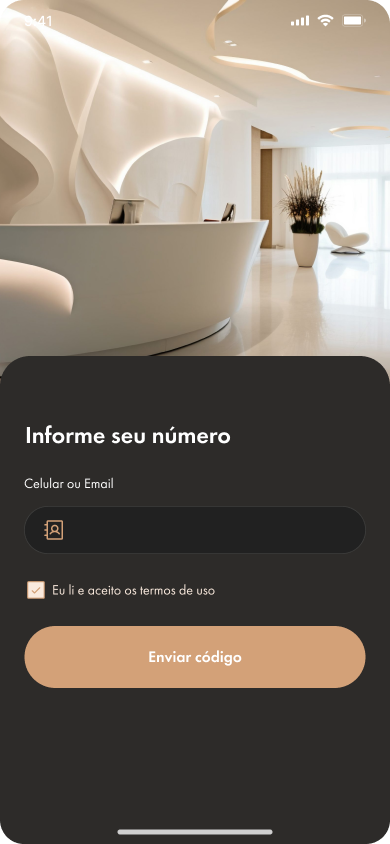 9:41
Informe seu número
Celular ou Email
Eu li e aceito os termos de uso
Enviar código